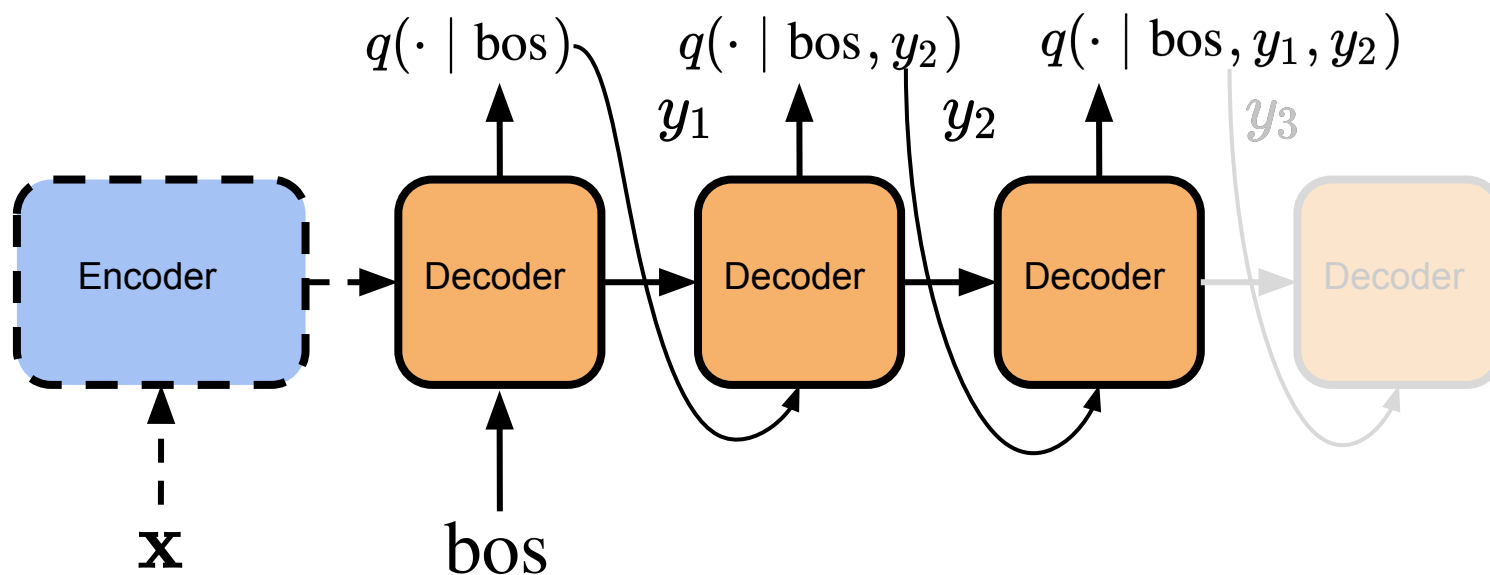 q(· | bos) q(· | bos, y₂) q(· | bos, y₁, y₂)
y₁ y₂ y₃
Encoder Decoder Decoder Decoder Decoder
x bos